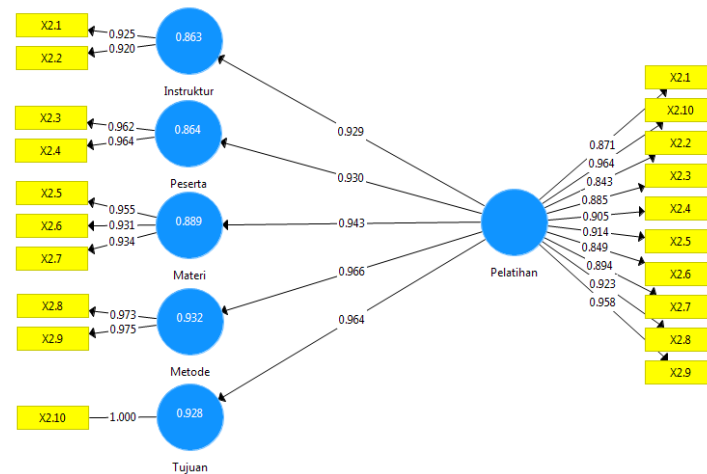 X2.1
0.925
X2.2
0.920
0.863
Instruktur
X2.3
0.962
X2.4
0.964
0.864
Peserta
X2.5
0.955
X2.6
0.931
X2.7
0.934
0.889
Materi
X2.8
0.973
X2.9
0.975
0.932
Metode
X2.10
1.000
0.928
Tujuan
0.929
0.930
0.943
0.966
0.964
Pelatihan
0.871
0.964
0.843
0.885
0.905
0.914
0.849
0.894
0.923
0.958
X2.1
X2.10
X2.2
X2.3
X2.4
X2.5
X2.6
X2.7
X2.8
X2.9